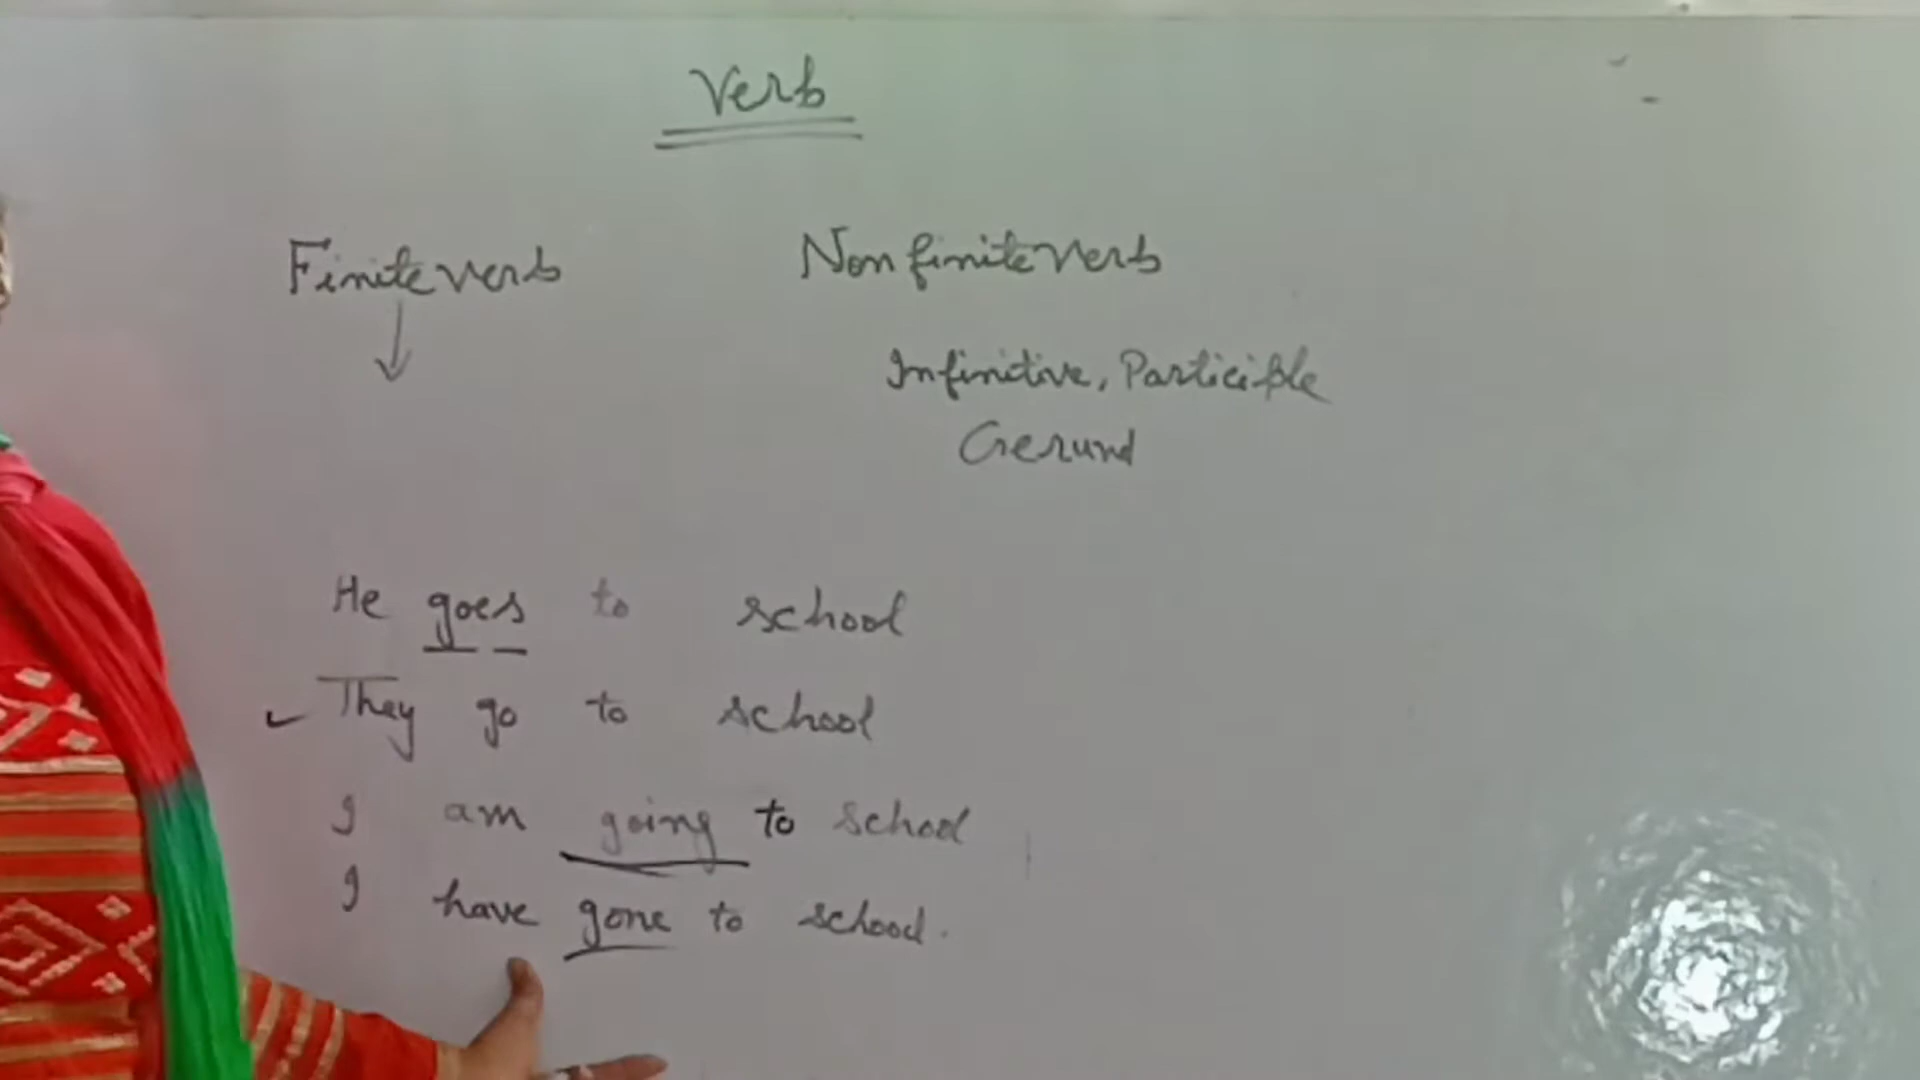 Verb
Finite verb Non finite verb
Infinitive, Participle
Gerund
He goes to school
They go to school
I am going to school
I have gone to school.